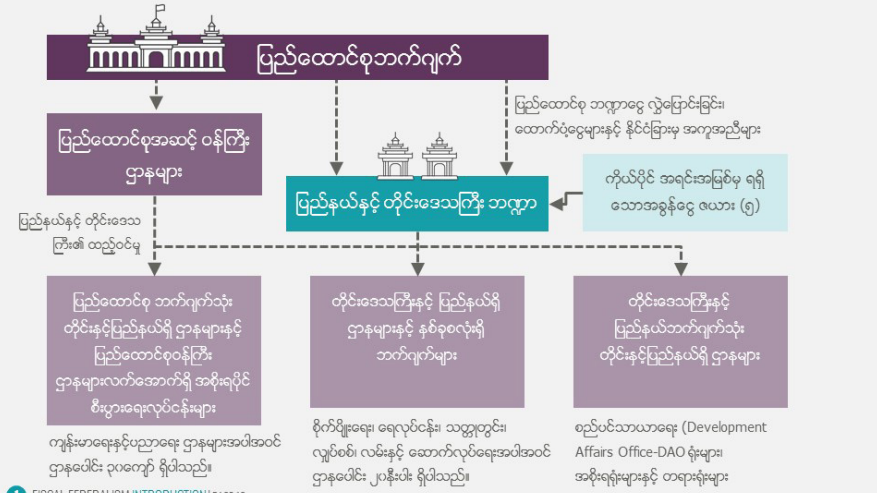 ပြည်ထောင်စုဘက်ဂျက်
ပြည်ထောင်စု ဘဏ္ဍာငွေ လွှဲပြောင်းခြင်း၊
ထောက်ပံ့ငွေများနှင့် နိုင်ငံခြားမှ အကူအညီများ
ပြည်ထောင်စုအဆင့် ဝန်ကြီး
ဌာနများ
ပြည်နယ်နှင့် တိုင်းဒေသကြီး ဘဏ္ဍာ
ကိုယ်ပိုင် အရင်းအမြစ်မှ ရရှိ
သောအခွန်ငွေ ဇယား (၅)
ပြည်နယ်နှင့် တိုင်းဒေသ
ကြီး၏ ထည့်ဝင်မှု
ပြည်ထောင်စု ဘက်ဂျက်သုံး
တိုင်းနှင့်ပြည်နယ်ရှိ ဌာနများနှင့်
ပြည်ထောင်စုဝန်ကြီး
ဌာနများလက်အောက်ရှိ အစိုးရပိုင်
စီးပွားရေးလုပ်ငန်းများ
တိုင်းဒေသကြီးနှင့် ပြည်နယ်ရှိ
ဌာနများနှင့် နှစ်ခုစလုံးရှိ
ဘက်ဂျက်များ
တိုင်းဒေသကြီးနှင့်
ပြည်နယ်ဘက်ဂျက်သုံး
တိုင်းနှင့်ပြည်နယ်ရှိ ဌာနများ
ကျန်းမာရေးနှင့်ပညာရေး ဌာနများအပါအဝင်
ဌာနပေါင်း ၃၀ကျော် ရှိပါသည်။
စိုက်ပျိုးရေး၊ ရေလုပ်ငန်း၊ သတ္တုတွင်း၊
လျှပ်စစ်၊ လမ်းနှင့် ဆောက်လုပ်ရေးအပါအဝင်
ဌာနပေါင်း ၂၀နီးပါး ရှိပါသည်။
စည်ပင်သာယာရေး (Development
Affairs Office-DAO ရုံးများ၊
အစိုးရရုံးများနှင့် တရားရုံးများ
FISCAL FEDERALISM INTRODUCTION